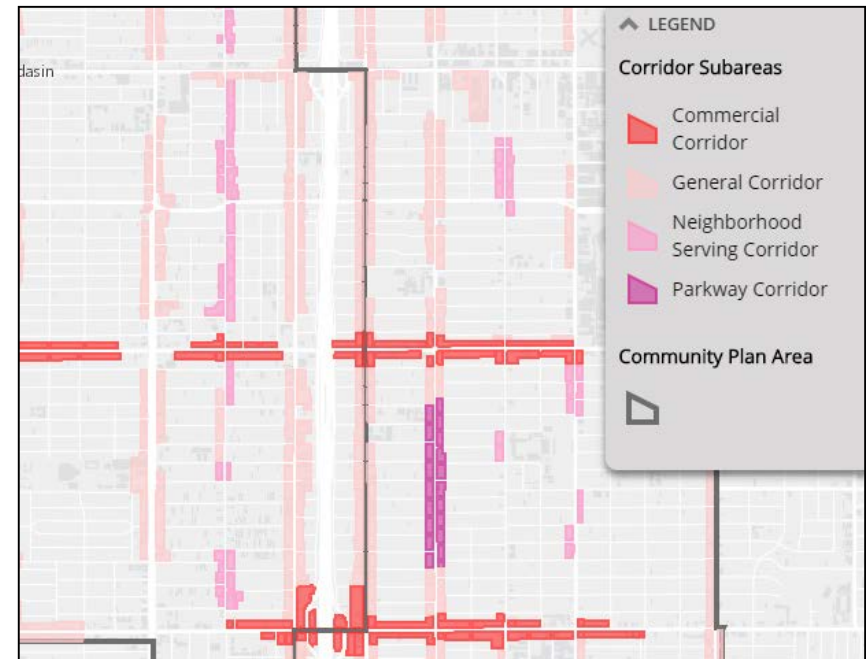 LEGEND
Corridor Subareas
Commercial
Corridor
General Corridor
Neighborhood
Serving Corridor
Parkway Corridor
Community Plan Area
dasin